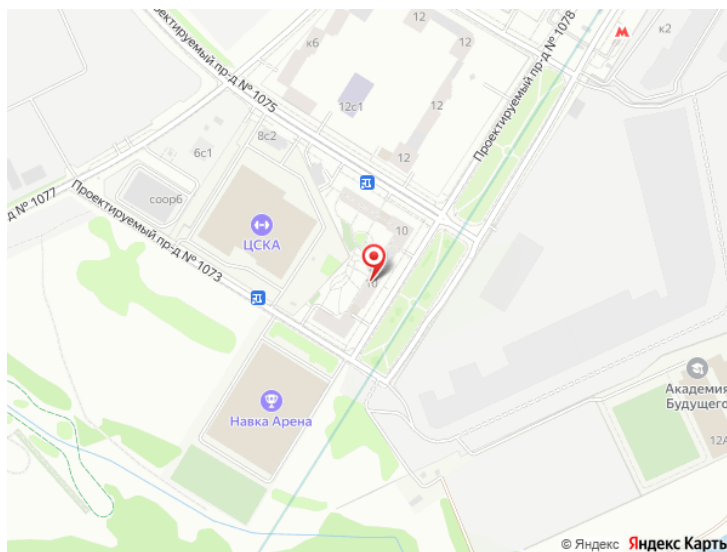 Проектируемый пр-д № 1075
к6
12
12
12с1
12
Проектируемый пр-д № 1078
к2
8с2
6с1
соор6
д № 1077
Проектируемый пр-д № 1073
ЦСКА
10
10
Навка Арена
Академия
Будущего
12А
© Яндекс Яндекс Карты